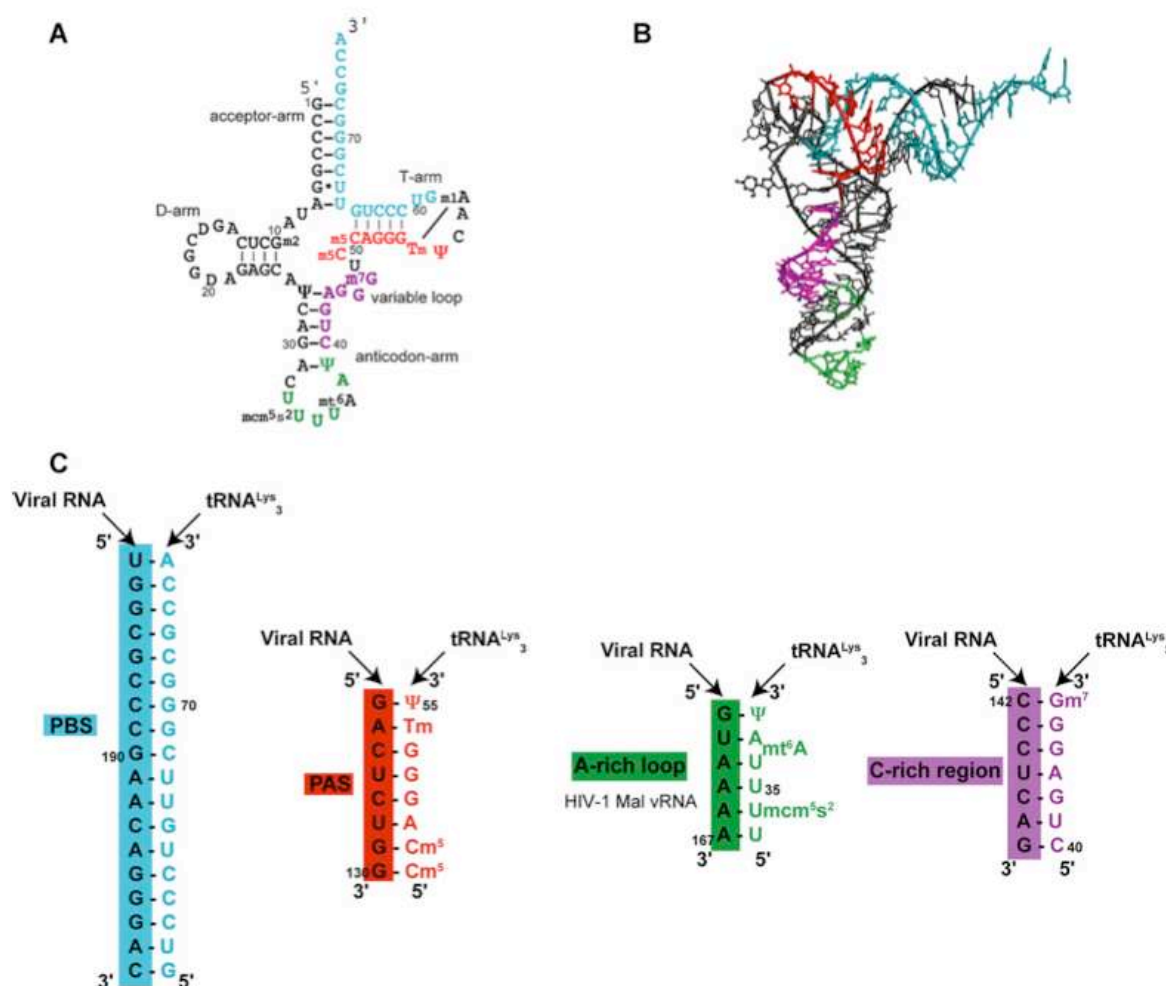 A
3'
A
C
C
G
C
G
G
G
C
U
U
70
5'
1
G
C
C
C
G
G
A
acceptor-arm
U
A
T-arm
GUCCC
60
UG
m1A
A
C
Ψ
Tm
CAGGG
m5
m5C
50
U
D-arm
10
CUCG
m2
A
G
D
C
G
G
D
20
A
GAGC
A
m7G
G
G
A
variable loop
Ψ
C
A
G
30
A
G
U
C
40
anticodon-arm
A
C
U
mcm5s2U
U
U
mt6A
A
Ψ
B
C
Viral RNA
tRNALys3
5'
3'
U - A
G - C
G - C
C - G
G - C
C - G
C - G 70
C - G
190 G - C
A - U
A - U
C - G
A - U
G - C
G - C
G - C
A - U
C - G
3'
5'
PBS
Viral RNA
tRNALys3
5'
3'
G - Ψ55
A - Tm
C - G
U - G
C - G
U - A
G - Cm5
130 G - Cm5
3'
5'
PAS
Viral RNA
tRNALys3
5'
3'
G - Ψ
U - A
mt6A
A - U
A - U35
A - Umcm5s2
167 A - U
3'
5'
A-rich loop
HIV-1 Mal vRNA
Viral RNA
tRNALys3
5'
3'
142 C - Gm7
C - G
C - G
U - A
C - G
A - U
G - C 40
3'
5'
C-rich region